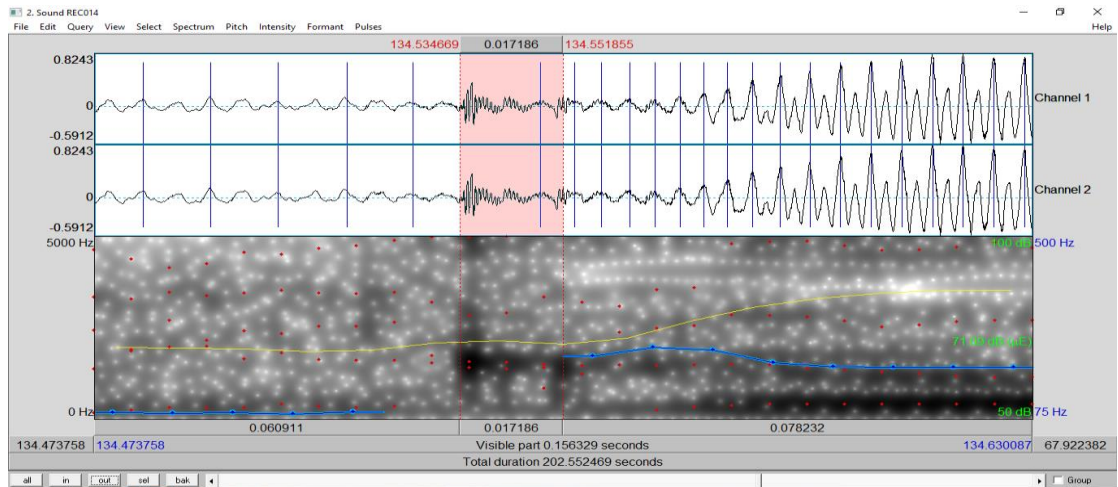 2. Sound REC014
File Edit Query View Select Spectrum Pitch Intensity Formant Pulses Help
134.534669 0.017186 134.551855
0.8243
0
-0.5912
Channel 1
0.8243
0
-0.5912
Channel 2
5000 Hz 100 dB 500 Hz
0 Hz 50 dB 75 Hz
0.060911 0.017186 0.078232
134.473758 134.473758 Visible part 0.156329 seconds 134.630087 67.922382
Total duration 202.552469 seconds
all in out sel bak Group